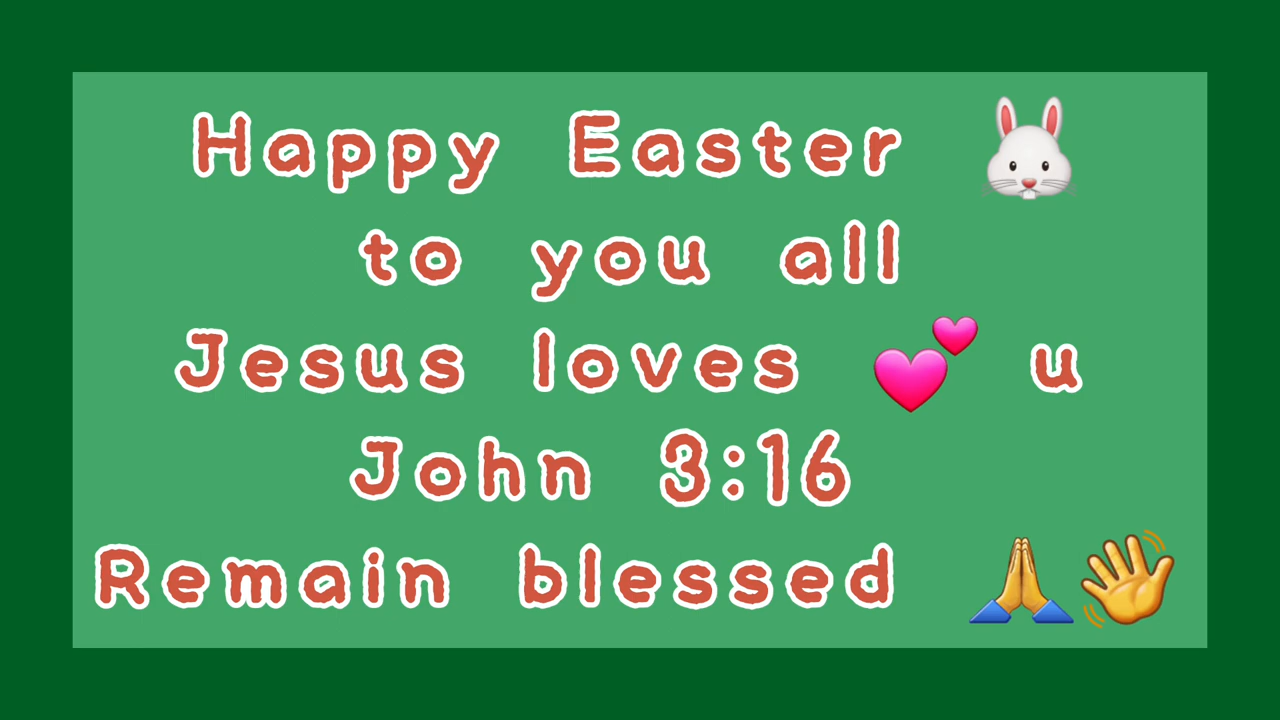 Happy Easter 🐰
to you all
Jesus loves 💕 u
John 3:16
Remain blessed 🙏👋